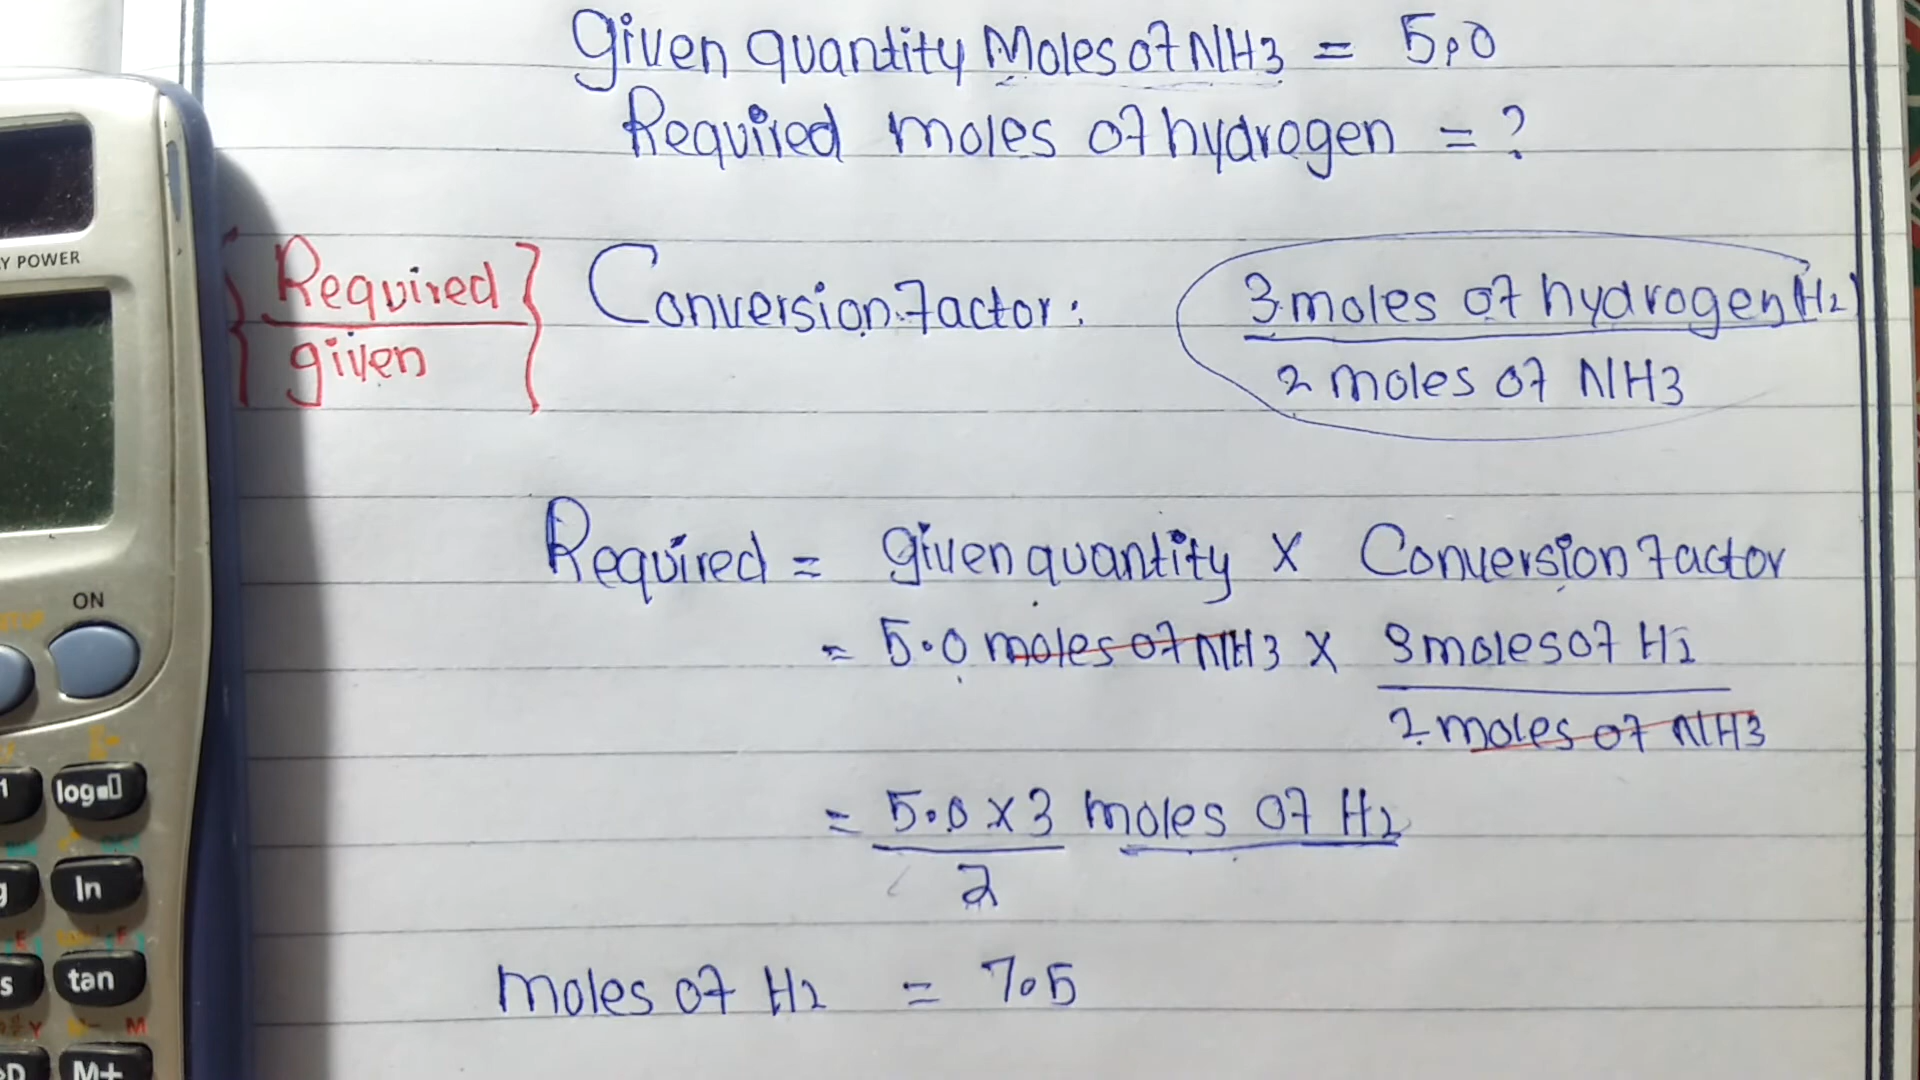 Given quantity Moles of NH3 = 5.0
Required moles of hydrogen = ?
Y POWER
{Required} Conversion factor: 3 moles of hydrogen (H2)
given
2 moles of NH3
Required = given quantity x Conversion factor
ON
= 5.0 moles of NH3 x 3 moles of H2
2 moles of NH3
log
= 5.0 x 3 moles of H2
2
ln
moles of H2 = 7.5
tan
M
M+